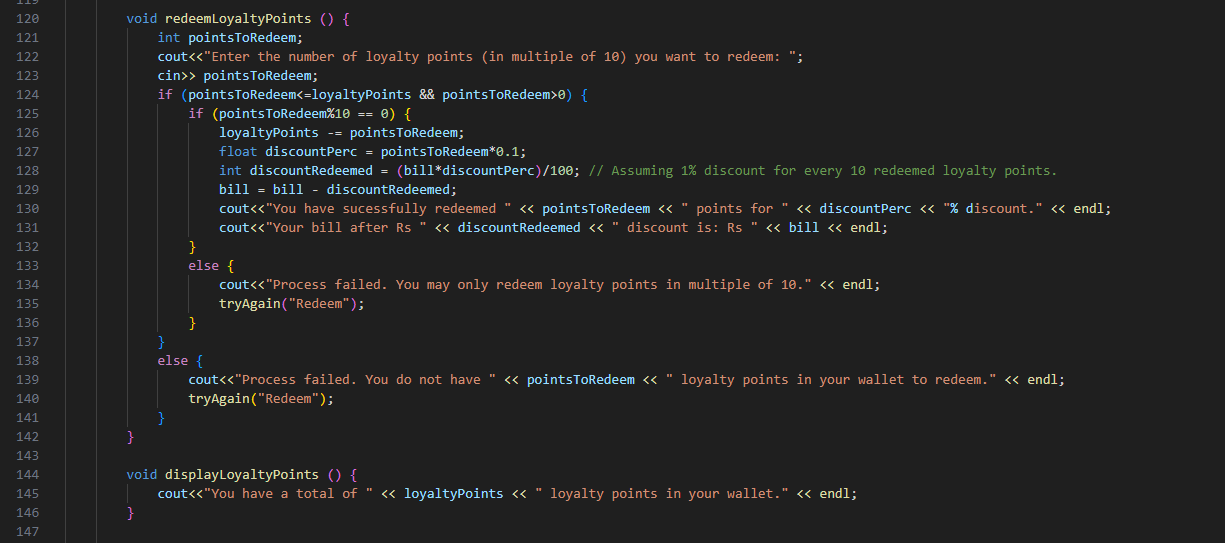 119
120 void redeemLoyaltyPoints () {
121 int pointsToRedeem;
122 cout<<"Enter the number of loyalty points (in multiple of 10) you want to redeem: ";
123 cin>> pointsToRedeem;
124 if (pointsToRedeem<=loyaltyPoints && pointsToRedeem>0) {
125 if (pointsToRedeem%10 == 0) {
126 loyaltyPoints -= pointsToRedeem;
127 float discountPerc = pointsToRedeem*0.1;
128 int discountRedeemed = (bill*discountPerc)/100; // Assuming 1% discount for every 10 redeemed loyalty points.
129 bill = bill - discountRedeemed;
130 cout<<"You have sucessfully redeemed " << pointsToRedeem << " points for " << discountPerc << "% discount." << endl;
131 cout<<"Your bill after Rs " << discountRedeemed << " discount is: Rs " << bill << endl;
132 }
133 else {
134 cout<<"Process failed. You may only redeem loyalty points in multiple of 10." << endl;
135 tryAgain("Redeem");
136 }
137 }
138 else {
139 cout<<"Process failed. You do not have " << pointsToRedeem << " loyalty points in your wallet to redeem." << endl;
140 tryAgain("Redeem");
141 }
142 }
143
144 void displayLoyaltyPoints () {
145 cout<<"You have a total of " << loyaltyPoints << " loyalty points in your wallet." << endl;
146 }
147